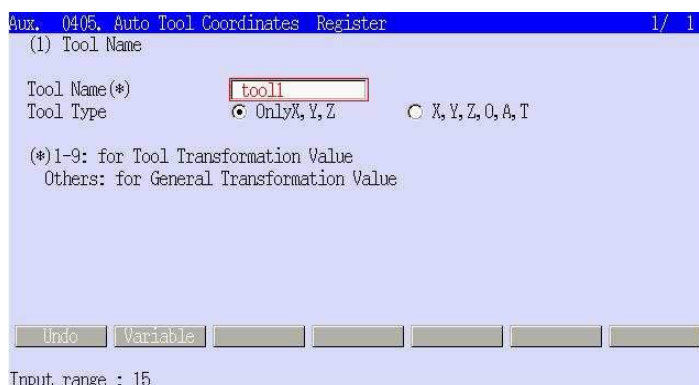 Aux. 0405. Auto Tool Coordinates Register 1/ 1
(1) Tool Name
Tool Name(*) tool1
Tool Type OnlyX,Y,Z X,Y,Z,O,A,T
(*)1-9: for Tool Transformation Value
Others: for General Transformation Value
Undo Variable
Input range : 15